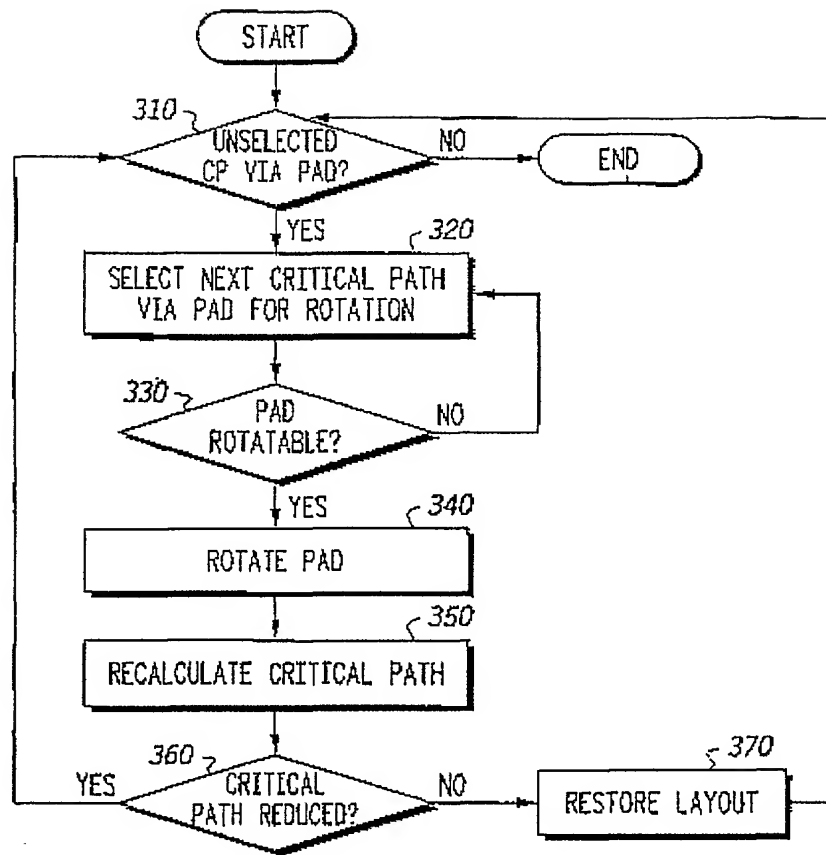 START
310
UNSELECTED
CP VIA PAD?
NO
END
YES
320
SELECT NEXT CRITICAL PATH
VIA PAD FOR ROTATION
330
PAD
ROTATABLE?
NO
YES
340
ROTATE PAD
350
RECALCULATE CRITICAL PATH
360
YES
CRITICAL
PATH REDUCED?
NO
370
RESTORE LAYOUT